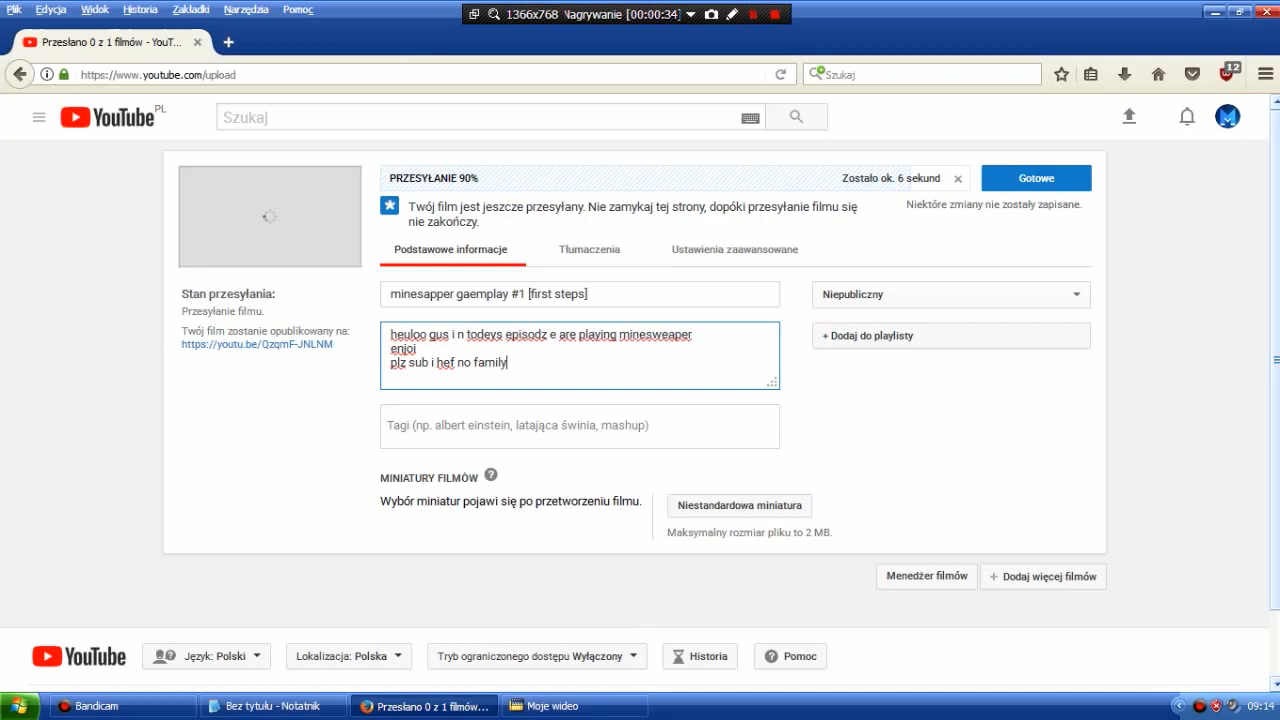 Plik Edycja Widok Historia Zakładki Narzędzia Pomoc
1366x768 Nagrywanie [00:00:34]
Przesłano 0 z 1 filmów - YouT...
https://www.youtube.com/upload
Szukaj
12
YouTube PL
Szukaj
PRZESYŁANIE 90%
Zostało ok. 6 sekund
Gotowe
Twój film jest jeszcze przesyłany. Nie zamykaj tej strony, dopóki przesyłanie filmu się
nie zakończy.
Niektóre zmiany nie zostały zapisane.
Podstawowe informacje
Tłumaczenia
Ustawienia zaawansowane
Stan przesyłania:
Przesyłanie filmu.
Twój film zostanie opublikowany na:
https://youtu.be/QzqmF-JNLNM
minesapper gaemplay #1 [first steps]
Niepubliczny
heuloo gus i n todeys episodz e are playing minesweaper
enjoi
plz sub i hef no family
+ Dodaj do playlisty
Tagi (np. albert einstein, latająca świnia, mashup)
MINIATURY FILMÓW ?
Wybór miniatur pojawi się po przetworzeniu filmu.
Niestandardowa miniatura
Maksymalny rozmiar pliku to 2 MB.
Menedżer filmów
+ Dodaj więcej filmów
YouTube
Język: Polski
Lokalizacja: Polska
Tryb ograniczonego dostępu Wyłączony
Historia
Pomoc
Bandicam
Bez tytułu - Notatnik
Przesłano 0 z 1 filmów...
Moje wideo
09:14